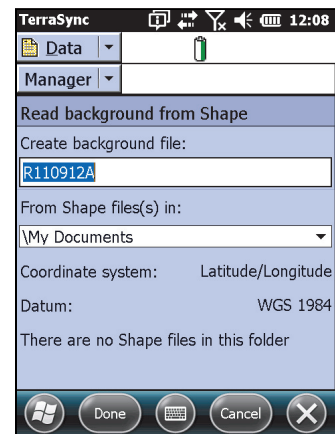 TerraSync 12:08
Data
Manager
Read background from Shape
Create background file:
R110912A
From Shape files(s) in:
\My Documents
Coordinate system: Latitude/Longitude
Datum: WGS 1984
There are no Shape files in this folder
Done Cancel